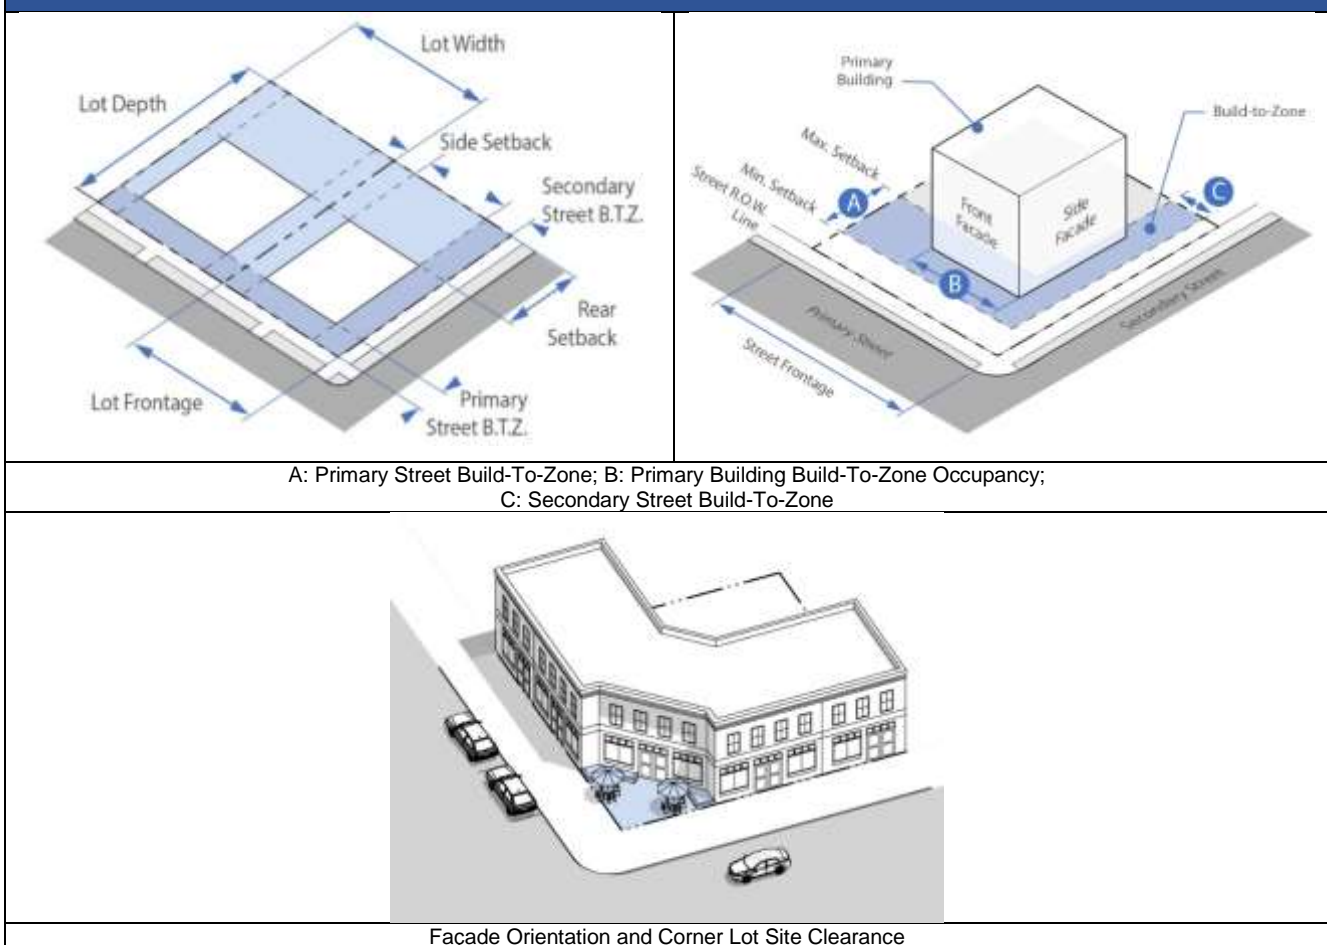 Lot Width
Lot Depth
Side Setback
Secondary
Street B.T.Z.
Rear
Setback
Lot Frontage
Primary
Street B.T.Z.
Primary
Building
Build-to-Zone
Max. Setback
Min. Setback
Street R.O.W.
Line
A
C
Front
Facade
Side
Facade
B
Primary Street
Secondary Street
Street Frontage
A: Primary Street Build-To-Zone; B: Primary Building Build-To-Zone Occupancy;
C: Secondary Street Build-To-Zone
Facade Orientation and Corner Lot Site Clearance